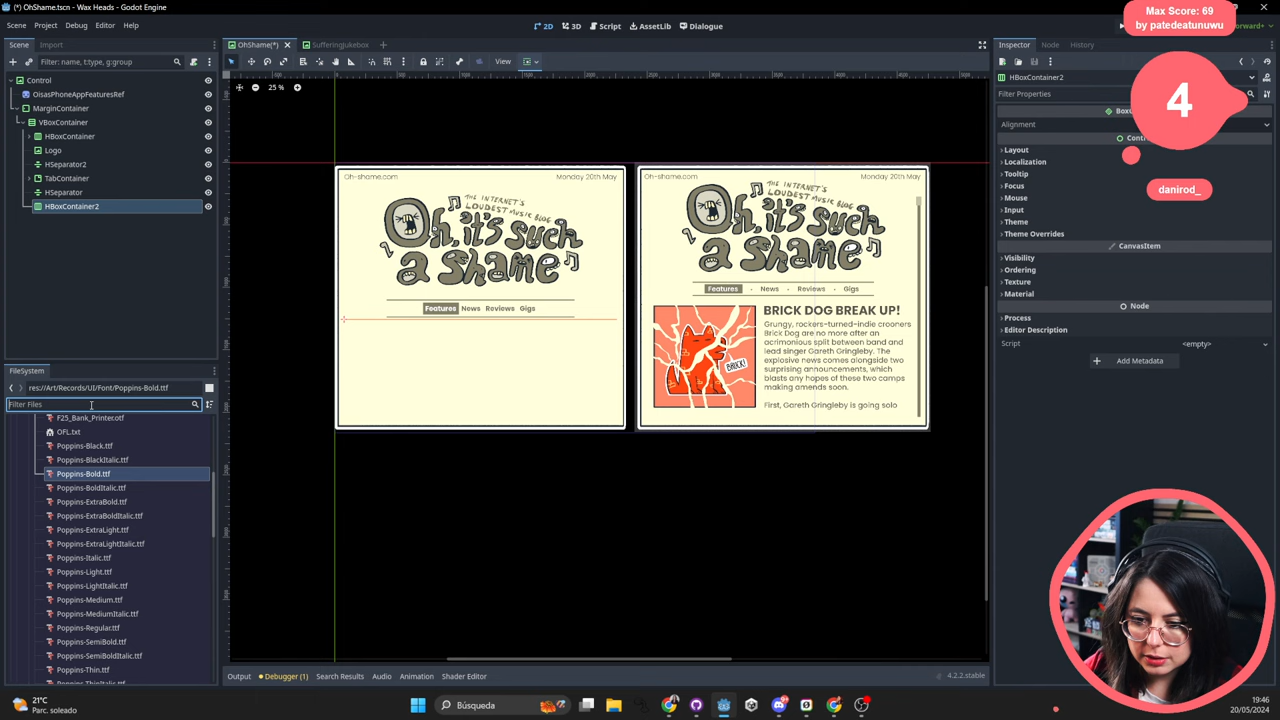 (*) OhShame.tscn - Wax Heads - Godot Engine
Scene Project Debug Editor Help
2D 3D Script AssetLib Dialogue
Max Score: 69
by patedeatunuwu
Forward+
4
danirod_
Scene Import
Filter: name, t:type, g:group
Control
OisasPhoneAppFeaturesRef
MarginContainer
VBoxContainer
HBoxContainer
Logo
HSeparator2
TabContainer
HSeparator
HBoxContainer2
OhShame(*) SufferingJukebox
View
25 %
Oh-shame.com Monday 20th May
THE INTERNET'S
LOUDEST MUSIC BLOG
Oh, it's such
a shame
Features News Reviews Gigs
Oh-shame.com Monday 20th May
THE INTERNET'S
LOUDEST MUSIC BLOG
Oh, it's such
a shame
Features · News · Reviews · Gigs
BRICK!
BRICK DOG BREAK UP!
Grungy, rockers-turned-indie crooners
Brick Dog are no more after an
acrimonious split between band and
lead singer Gareth Gringleby. The
explosive news comes alongside two
surprising announcements, which
blasts any hopes of these two camps
making amends soon.
First, Gareth Gringleby is going solo
FileSystem
res://Art/Records/UI/Font/Poppins-Bold.ttf
Filter Files
F25_Bank_Printer.otf
OFL.txt
Poppins-Black.ttf
Poppins-BlackItalic.ttf
Poppins-Bold.ttf
Poppins-BoldItalic.ttf
Poppins-ExtraBold.ttf
Poppins-ExtraBoldItalic.ttf
Poppins-ExtraLight.ttf
Poppins-ExtraLightItalic.ttf
Poppins-Italic.ttf
Poppins-Light.ttf
Poppins-LightItalic.ttf
Poppins-Medium.ttf
Poppins-MediumItalic.ttf
Poppins-Regular.ttf
Poppins-SemiBold.ttf
Poppins-SemiBoldItalic.ttf
Poppins-Thin.ttf
Poppins-ThinItalic.ttf
Inspector Node History
HBoxContainer2
Filter Properties
Alignment
Layout
Localization
Tooltip
Focus
Mouse
Input
Theme
Theme Overrides
CanvasItem
Visibility
Ordering
Texture
Material
Node
Process
Editor Description
Script <empty>
Add Metadata
Output Debugger (1) Search Results Audio Animation Shader Editor
4.2.2.stable
21°C
Parc. soleado
Búsqueda
19:46
20/05/2024